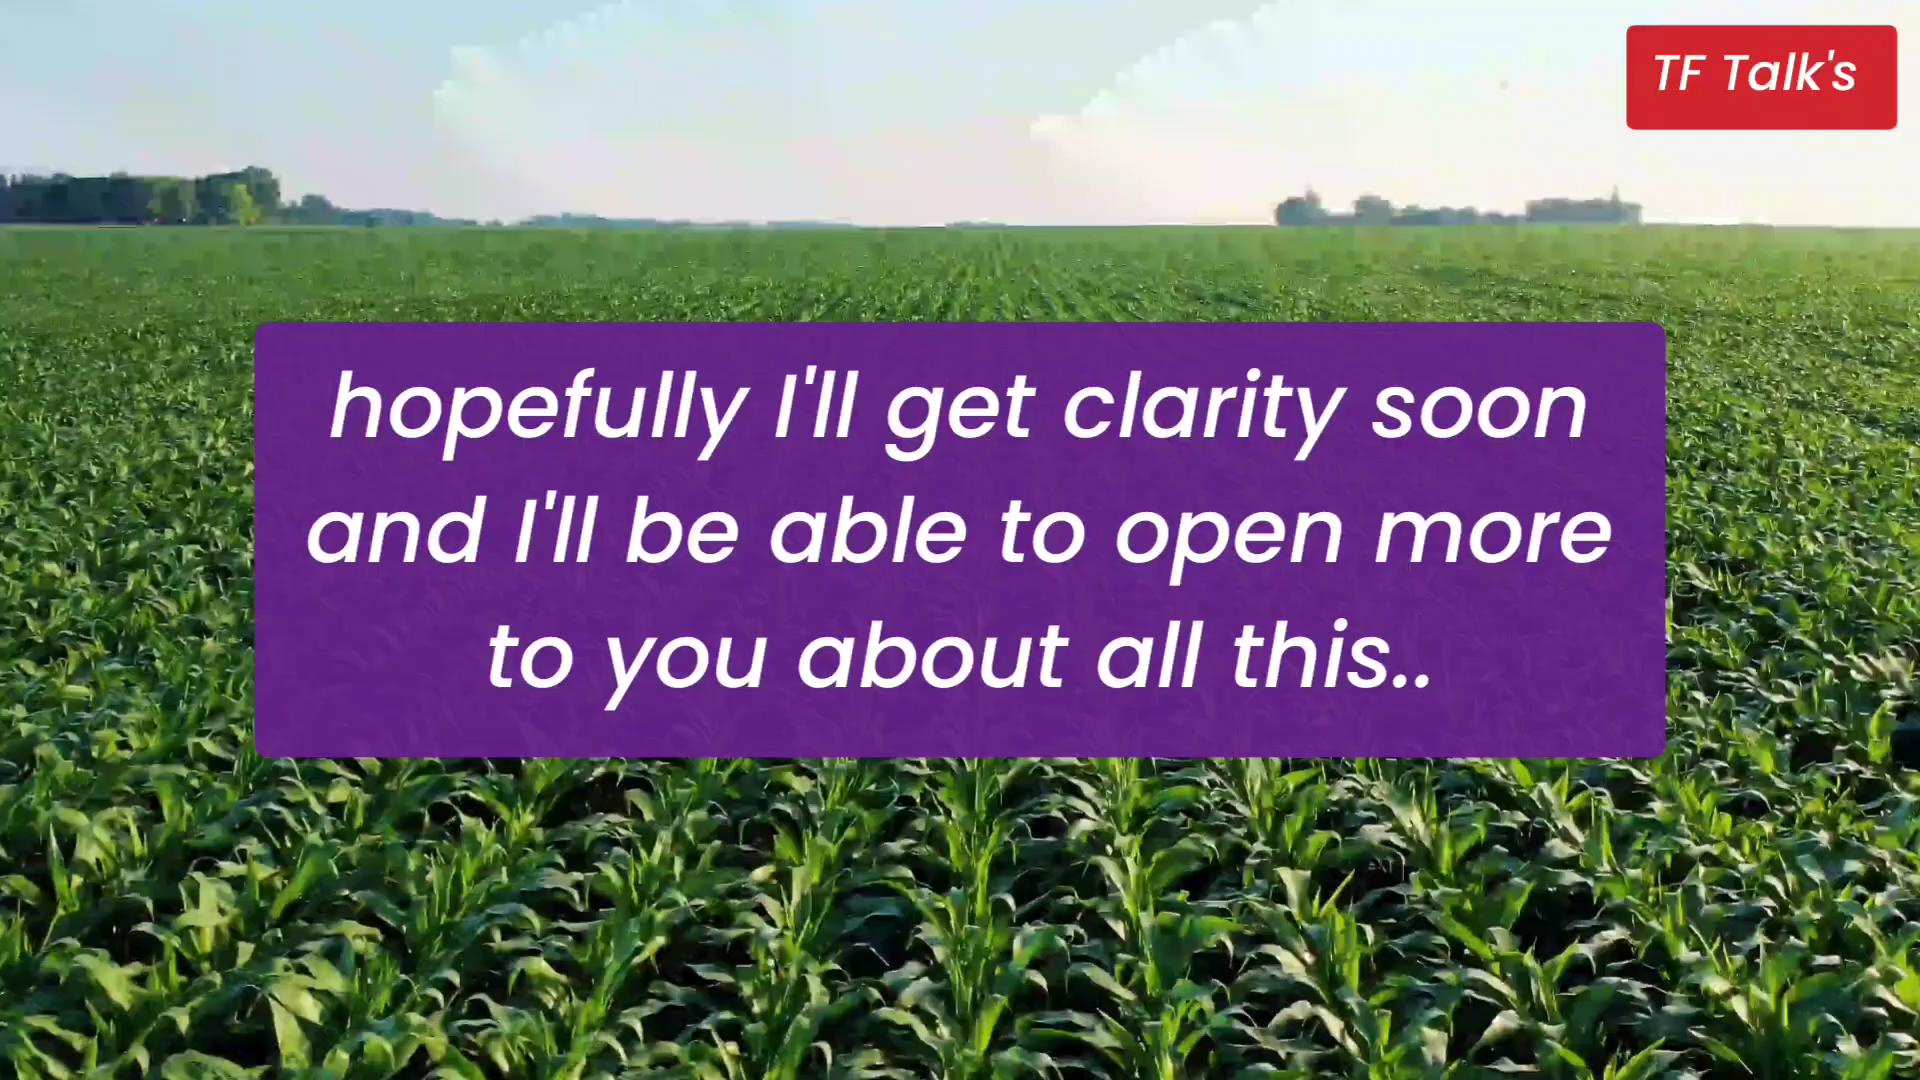 TF Talk's
hopefully I'll get clarity soon
and I'll be able to open more
to you about all this..